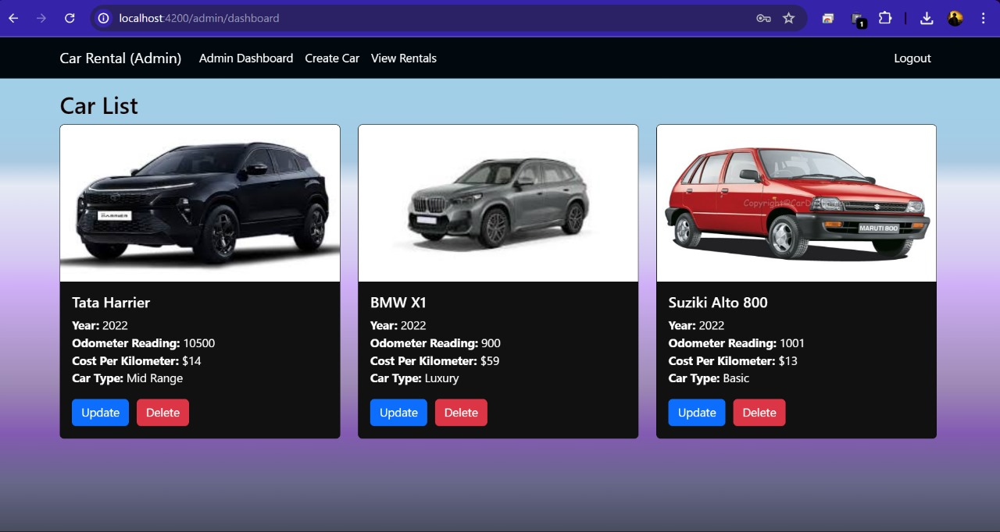 localhost:4200/admin/dashboard
1
Car Rental (Admin) Admin Dashboard Create Car View Rentals Logout
Car List
HARRIER
MARUTI 800
Tata Harrier
Year: 2022
Odometer Reading: 10500
Cost Per Kilometer: $14
Car Type: Mid Range
Update Delete
BMW X1
Year: 2022
Odometer Reading: 900
Cost Per Kilometer: $59
Car Type: Luxury
Update Delete
Suziki Alto 800
Year: 2022
Odometer Reading: 1001
Cost Per Kilometer: $13
Car Type: Basic
Update Delete